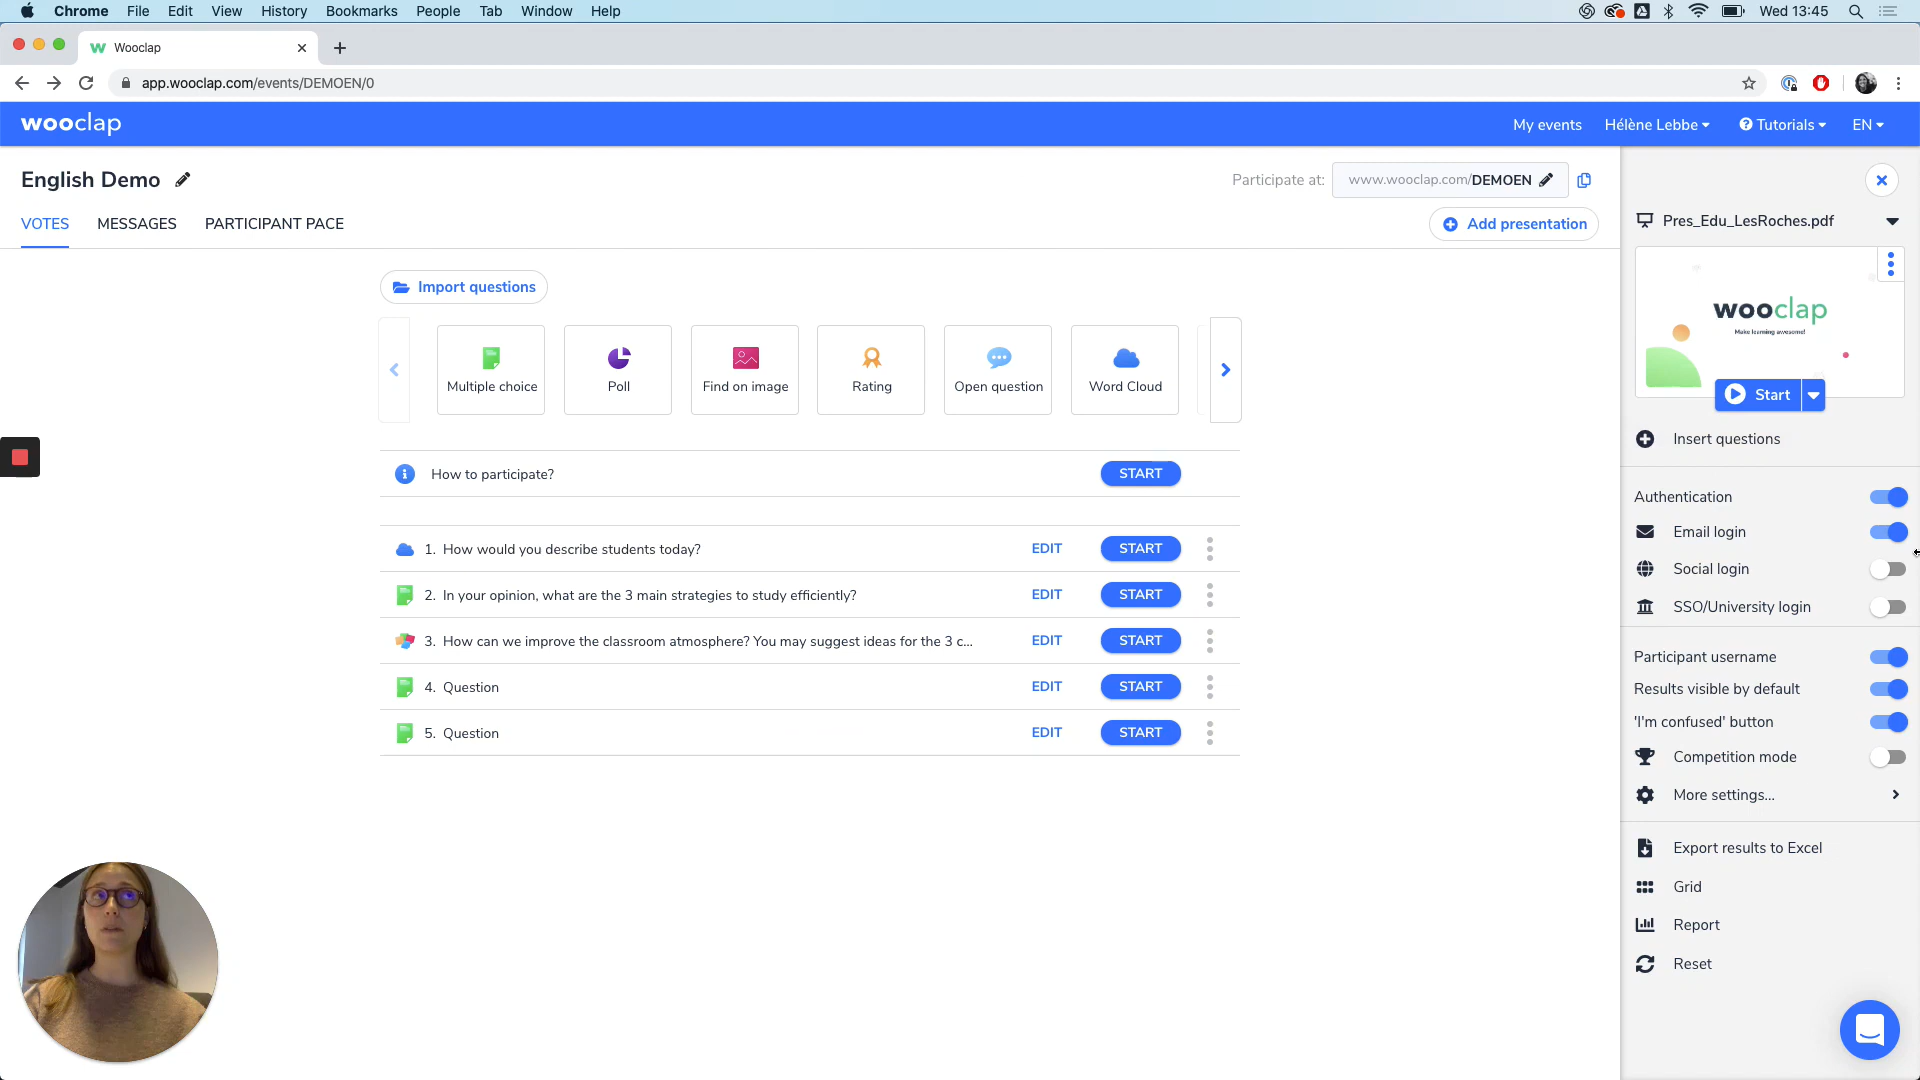 Chrome File Edit View History Bookmarks People Tab Window Help Wed 13:45
Wooclap
app.wooclap.com/events/DEMOEN/0
wooclap My events Hélène Lebbe Tutorials EN
English Demo Participate at: www.wooclap.com/DEMOEN
VOTES MESSAGES PARTICIPANT PACE Add presentation
Import questions
Multiple choice Poll Find on image Rating Open question Word Cloud
How to participate? START
1. How would you describe students today? EDIT START
2. In your opinion, what are the 3 main strategies to study efficiently? EDIT START
3. How can we improve the classroom atmosphere? You may suggest ideas for the 3 c... EDIT START
4. Question EDIT START
5. Question EDIT START
Pres_Edu_LesRoches.pdf
wooclap
Make learning awesome!
Start
Insert questions
Authentication
Email login
Social login
SSO/University login
Participant username
Results visible by default
'I'm confused' button
Competition mode
More settings...
Export results to Excel
Grid
Report
Reset